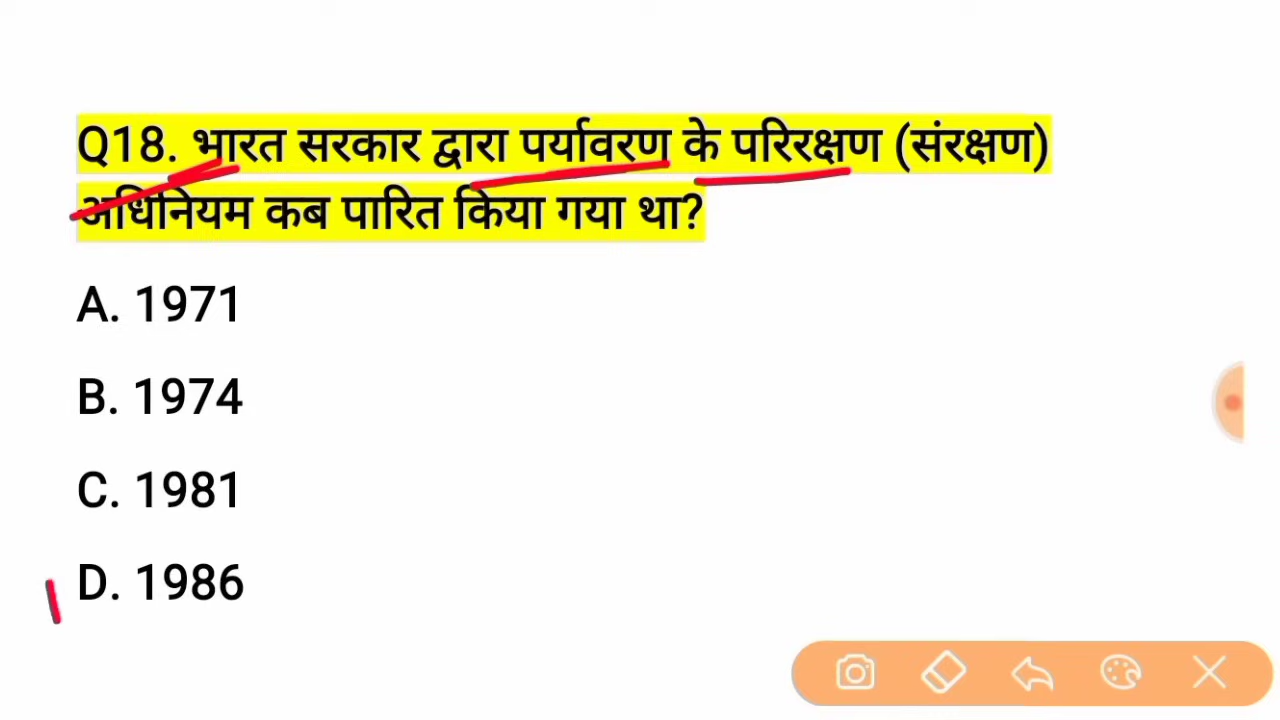 Q18. भारत सरकार द्वारा पर्यावरण के परिरक्षण (संरक्षण)
अधिनियम कब पारित किया गया था?
A. 1971
B. 1974
C. 1981
D. 1986